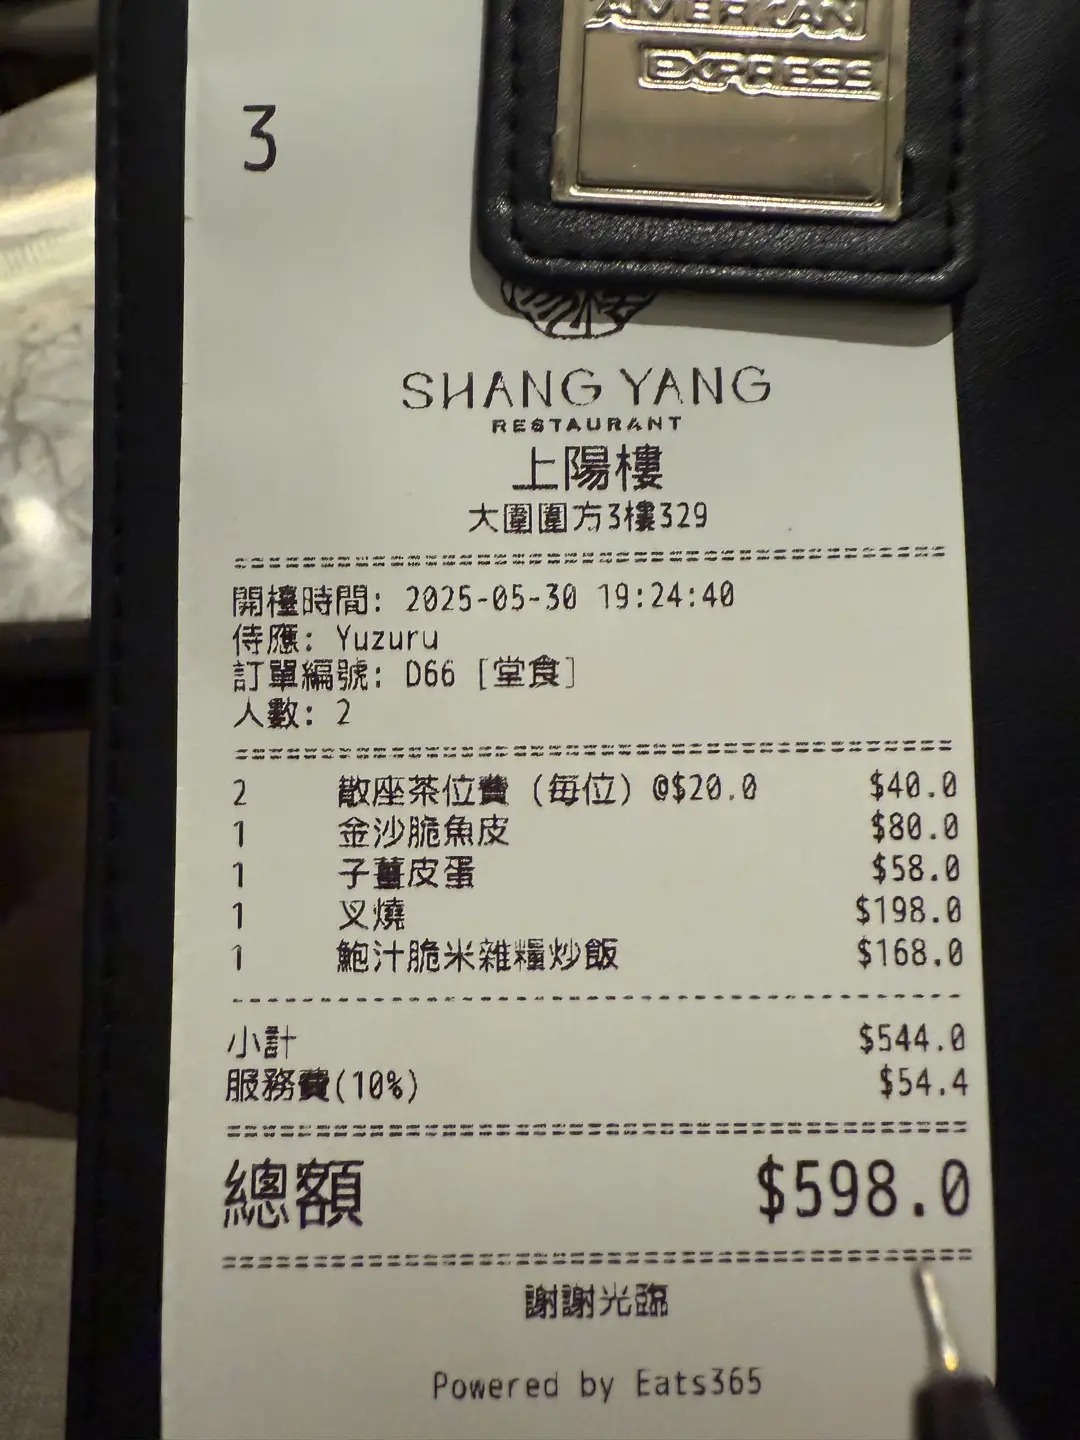 AMERICAN
EXPRESS
3
SHANG YANG
RESTAURANT
上陽樓
大圍圍方3樓329
開檯時間: 2025-05-30 19:24:40
侍應: Yuzuru
訂單編號: D66 [堂食]
人數: 2
2 散座茶位費 (每位) @$20.0 $40.0
1 金沙脆魚皮 $80.0
1 子薑皮蛋 $58.0
1 叉燒 $198.0
1 鮑汁脆米雜糧炒飯 $168.0
小計 $544.0
服務費(10%) $54.4
總額 $598.0
謝謝光臨
Powered by Eats365